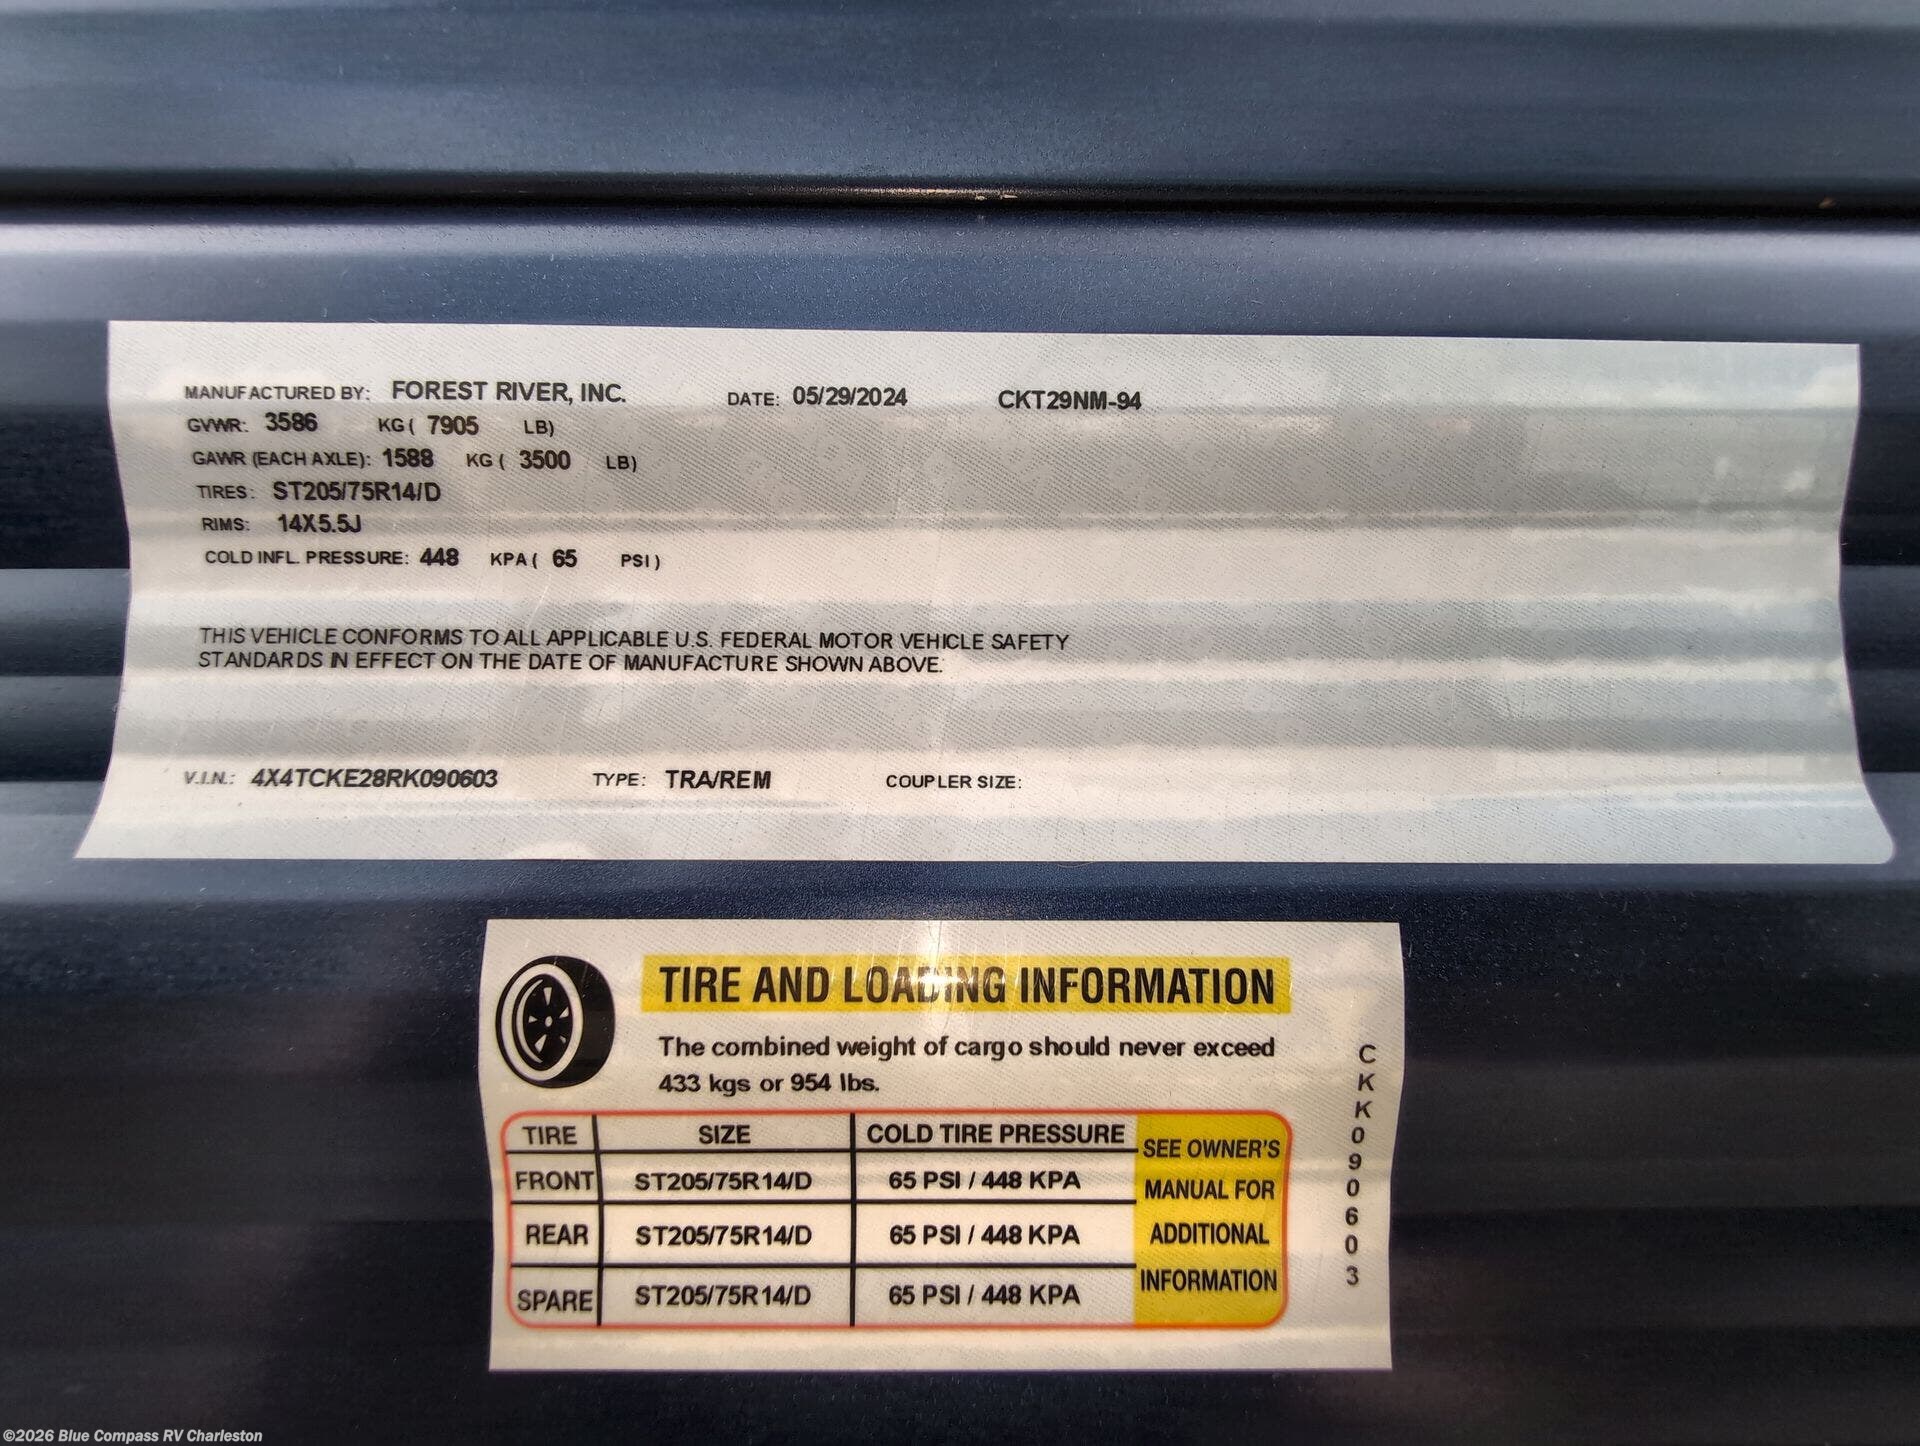 MANUFACTURED BY: FOREST RIVER, INC. DATE: 05/29/2024 CKT29NM-94
GVWR: 3586 KG ( 7905 LB)
GAWR (EACH AXLE): 1588 KG ( 3500 LB)
TIRES: ST205/75R14/D
RIMS: 14X5.5J
COLD INFL. PRESSURE: 448 KPA ( 65 PSI )
THIS VEHICLE CONFORMS TO ALL APPLICABLE U.S. FEDERAL MOTOR VEHICLE SAFETY
STANDARDS IN EFFECT ON THE DATE OF MANUFACTURE SHOWN ABOVE.
V.I.N.: 4X4TCKE28RK090603 TYPE: TRA/REM COUPLER SIZE:
TIRE AND LOADING INFORMATION
The combined weight of cargo should never exceed
433 kgs or 954 lbs.
TIRE SIZE COLD TIRE PRESSURE
FRONT ST205/75R14/D 65 PSI / 448 KPA
REAR ST205/75R14/D 65 PSI / 448 KPA
SPARE ST205/75R14/D 65 PSI / 448 KPA
SEE OWNER'S
MANUAL FOR
ADDITIONAL
INFORMATION
CKK090603
©2026 Blue Compass RV Charleston